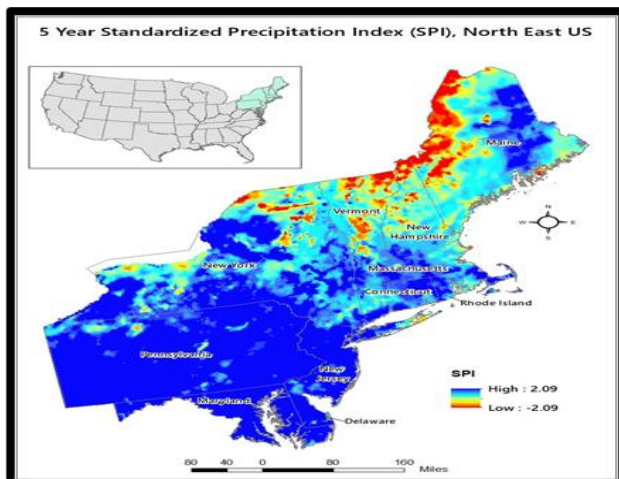 5 Year Standardized Precipitation Index (SPI), North East US
Maine
N
W E
S
Vermont
New
Hampshire
New York
Massachusetts
Connecticut
Rhode Island
Pennsylvania
New
Jersey
SPI
High : 2.09
Low : -2.09
Maryland
Delaware
80 40 0 80 160
Miles